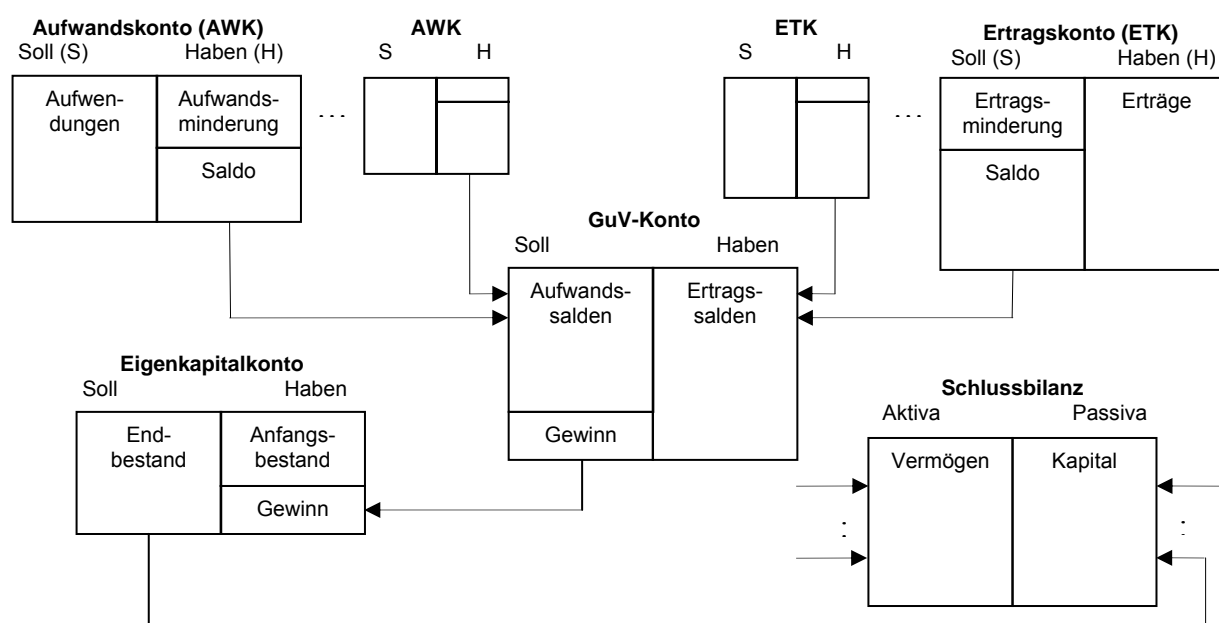 Aufwandskonto (AWK)
Soll (S) Haben (H)
Aufwen-
dungen
Aufwands-
minderung
Saldo
...
AWK
S H
ETK
S H
...
Ertragskonto (ETK)
Soll (S) Haben (H)
Ertrags-
minderung
Saldo
Erträge
GuV-Konto
Soll Haben
Aufwands-
salden
Gewinn
Ertrags-
salden
Eigenkapitalkonto
Soll Haben
End-
bestand
Anfangs-
bestand
Gewinn
Schlussbilanz
Aktiva Passiva
Vermögen Kapital